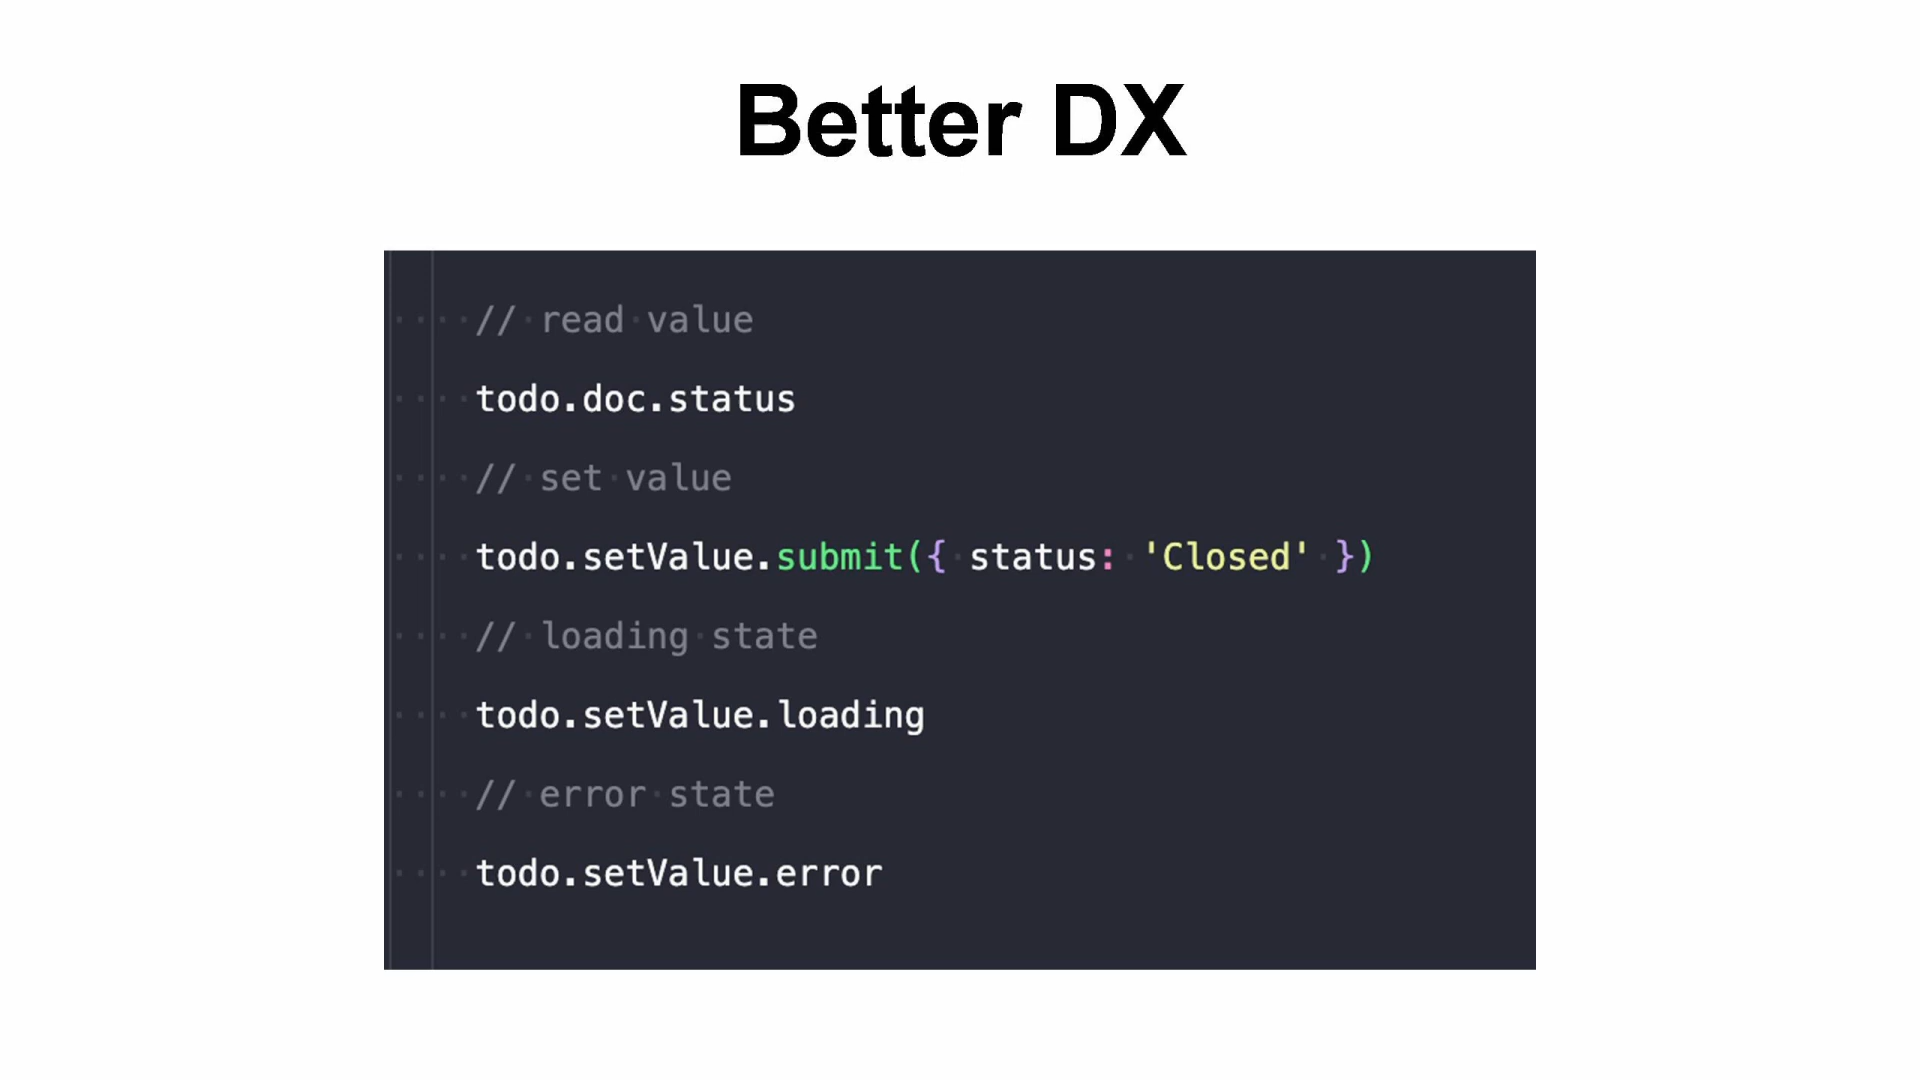 Better DX
// read value
todo.doc.status
// set value
todo.setValue.submit({ status: 'Closed' })
// loading state
todo.setValue.loading
// error state
todo.setValue.error